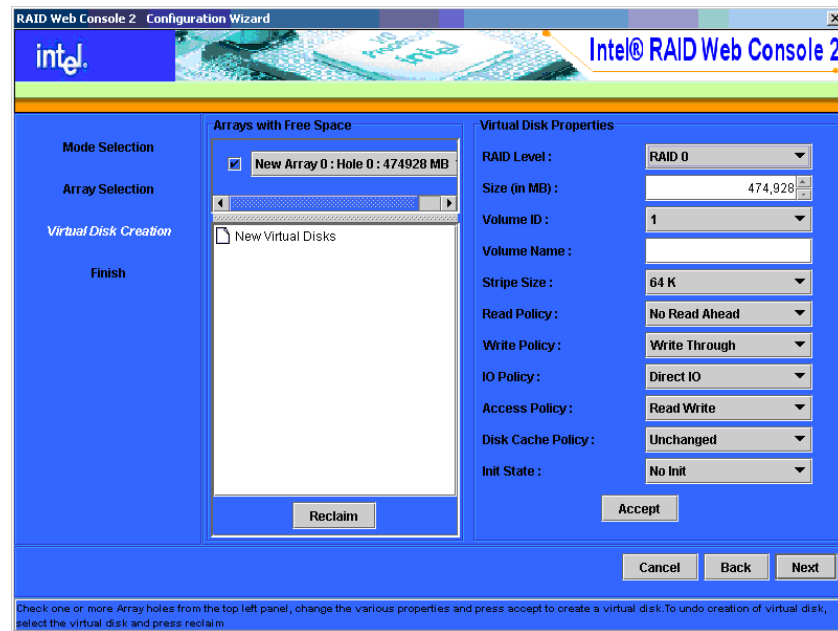 RAID Web Console 2 Configuration Wizard
intel.
Intel® RAID Web Console 2
Mode Selection
Array Selection
Virtual Disk Creation
Finish
Arrays with Free Space
New Array 0 : Hole 0 : 474928 MB
New Virtual Disks
Reclaim
Virtual Disk Properties
RAID Level :
RAID 0
Size (in MB) :
474,928
Volume ID :
1
Volume Name :
Stripe Size :
64 K
Read Policy :
No Read Ahead
Write Policy :
Write Through
IO Policy :
Direct IO
Access Policy :
Read Write
Disk Cache Policy :
Unchanged
Init State :
No Init
Accept
Cancel
Back
Next
Check one or more Array holes from the top left panel, change the various properties and press accept to create a virtual disk.To undo creation of virtual disk,
select the virtual disk and press reclaim